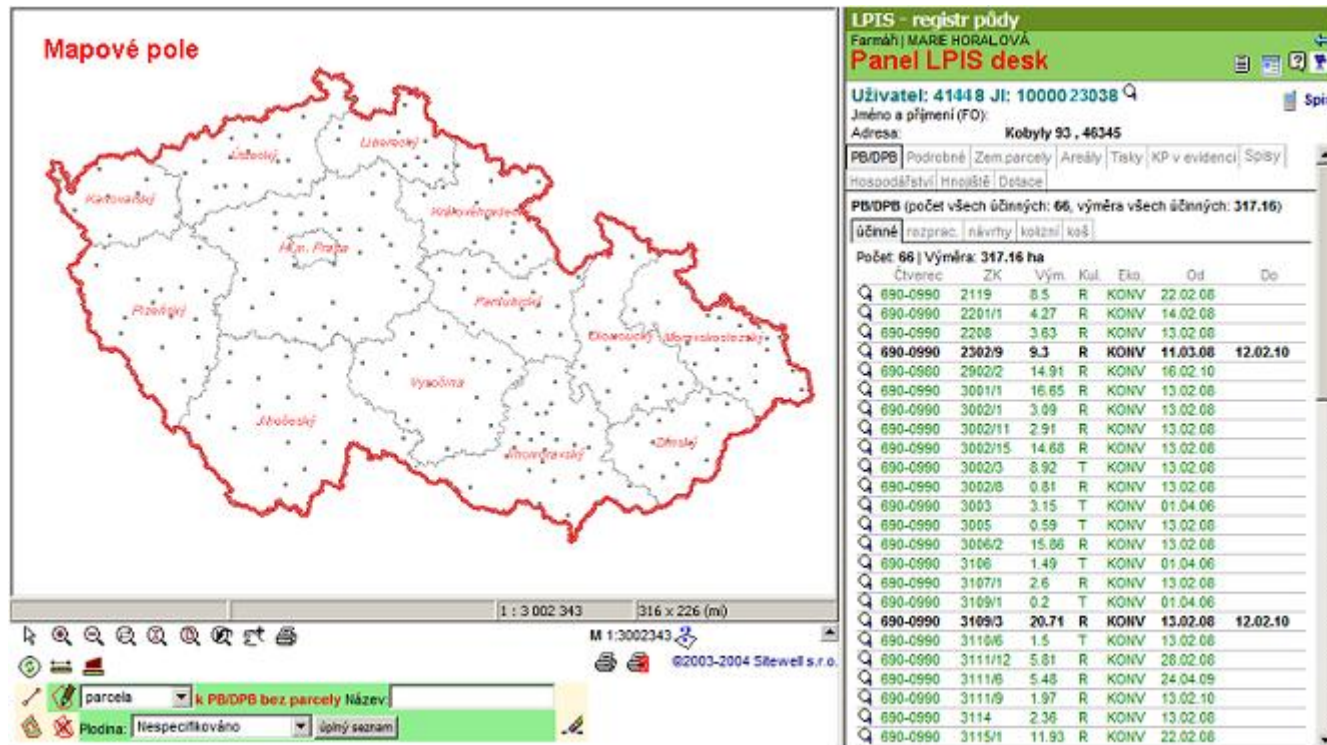 Mapové pole
Liberecký
Ústecký
Karlovarský
Královéhradecký
Hl.m. Praha
Pardubický
Plzeňský
Olomoucký
Moravskoslezský
Vysočina
Jihočeský
Zlínský
Jihomoravský
1 : 3 002 343 316 x 226 (mi)
M 1:3002343
©2003-2004 Sitewell s.r.o.
parcela k PB/DPB bez parcely Název:
Plodina: Nespecifikováno úplný seznam
LPIS - registr půdy
Farmář | MARIE HORALOVÁ
Panel LPIS desk
Uživatel: 41448 JI: 1000023038
Spi
Jméno a příjmení (FO):
Adresa: Kobyly 93 , 46345
PB/DPB Podrobné Zem.parcely Areály Tisky KP v evidenci Spisy
Hospodářství Hnojiště Dotace
PB/DPB (počet všech účinných: 66, výměra všech účinných: 317.16)
účinné rozprac. návrhy kolizní koš
Počet: 66 | Výměra: 317.16 ha
Čtverec ZK Vým. Kul. Eko. Od Do
690-0990 2119 8.5 R KONV 22.02.08
690-0990 2201/1 4.27 R KONV 14.02.08
690-0990 2208 3.63 R KONV 13.02.08
690-0990 2302/9 9.3 R KONV 11.03.08 12.02.10
690-0980 2902/2 14.91 R KONV 16.02.10
690-0990 3001/1 16.65 R KONV 13.02.08
690-0990 3002/1 3.09 R KONV 13.02.08
690-0990 3002/11 2.91 R KONV 13.02.08
690-0990 3002/15 14.68 R KONV 13.02.08
690-0990 3002/3 8.92 T KONV 13.02.08
690-0990 3002/8 0.81 R KONV 13.02.08
690-0990 3003 3.15 T KONV 01.04.06
690-0990 3005 0.59 T KONV 13.02.08
690-0990 3006/2 15.86 R KONV 13.02.08
690-0990 3106 1.49 T KONV 01.04.06
690-0990 3107/1 2.6 R KONV 13.02.08
690-0990 3109/1 0.2 T KONV 01.04.06
690-0990 3109/3 20.71 R KONV 13.02.08 12.02.10
690-0990 3110/6 1.5 T KONV 13.02.08
690-0990 3111/12 5.81 R KONV 28.02.08
690-0990 3111/6 5.48 R KONV 24.04.09
690-0990 3111/9 1.97 R KONV 13.02.10
690-0990 3114 2.36 R KONV 13.02.08
690-0990 3115/1 11.93 R KONV 22.02.08